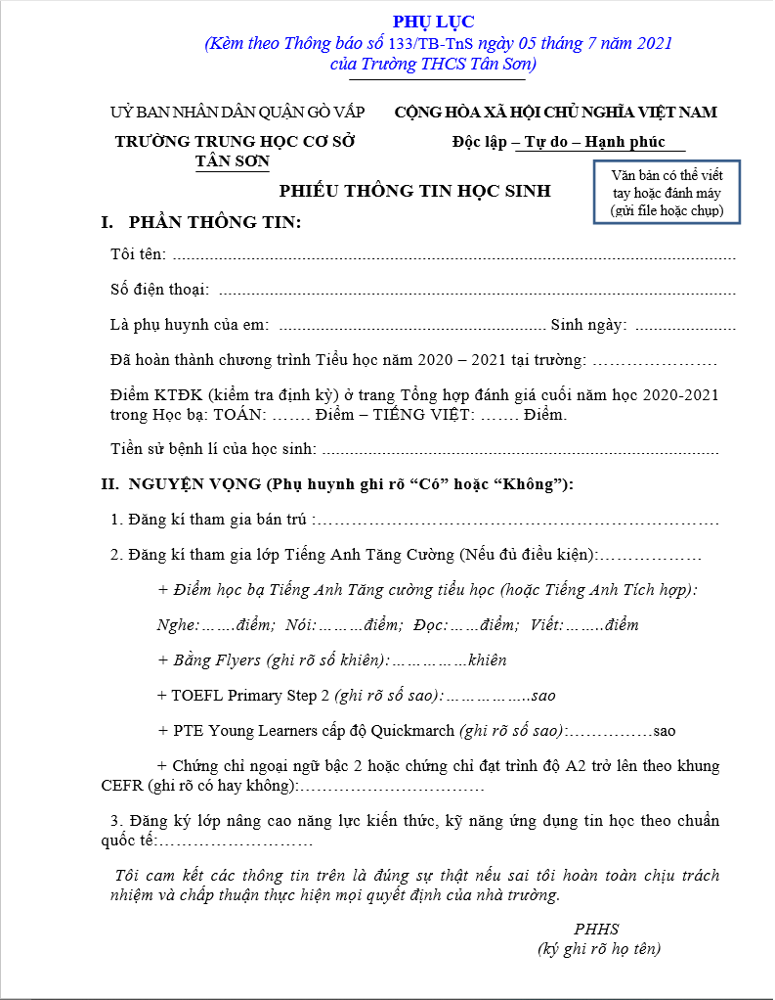 PHỤ LỤC
(Kèm theo Thông báo số 133/TB-TnS ngày 05 tháng 7 năm 2021
của Trường THCS Tân Sơn)
UỶ BAN NHÂN DÂN QUẬN GÒ VẤP
CỘNG HÒA XÃ HỘI CHỦ NGHĨA VIỆT NAM
TRƯỜNG TRUNG HỌC CƠ SỞ
TÂN SƠN
Độc lập – Tự do – Hạnh phúc
Văn bản có thể viết
tay hoặc đánh máy
(gửi file hoặc chụp)
PHIẾU THÔNG TIN HỌC SINH
I. PHẦN THÔNG TIN:
Tôi tên: ..........................................................................................................................
Số điện thoại: ................................................................................................................
Là phụ huynh của em: .......................................................... Sinh ngày: ......................
Đã hoàn thành chương trình Tiểu học năm 2020 – 2021 tại trường: ………………….
Điểm KTĐK (kiểm tra định kỳ) ở trang Tổng hợp đánh giá cuối năm học 2020-2021
trong Học bạ: TOÁN: ……. Điểm – TIẾNG VIỆT: ……. Điểm.
Tiền sử bệnh lí của học sinh: ......................................................................................
II. NGUYỆN VỌNG (Phụ huynh ghi rõ “Có” hoặc “Không”):
1. Đăng kí tham gia bán trú :…………………………………………………………….
2. Đăng kí tham gia lớp Tiếng Anh Tăng Cường (Nếu đủ điều kiện):………………
+ Điểm học bạ Tiếng Anh Tăng cường tiểu học (hoặc Tiếng Anh Tích hợp):
Nghe:…….điểm; Nói:………điểm; Đọc:……điểm; Viết:……..điểm
+ Bằng Flyers (ghi rõ số khiên):……………khiên
+ TOEFL Primary Step 2 (ghi rõ số sao):……………..sao
+ PTE Young Learners cấp độ Quickmarch (ghi rõ số sao):……………sao
+ Chứng chỉ ngoại ngữ bậc 2 hoặc chứng chỉ đạt trình độ A2 trở lên theo khung
CEFR (ghi rõ có hay không):……………………………
3. Đăng ký lớp nâng cao năng lực kiến thức, kỹ năng ứng dụng tin học theo chuẩn
quốc tế:………………………
Tôi cam kết các thông tin trên là đúng sự thật nếu sai tôi hoàn toàn chịu trách
nhiệm và chấp thuận thực hiện mọi quyết định của nhà trường.
PHHS
(ký ghi rõ họ tên)